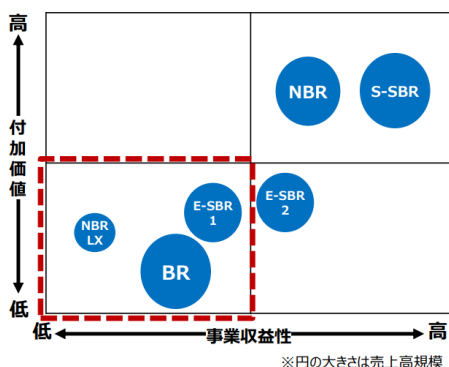 高
付加価値
低
NBR
S-SBR
E-SBR
1
E-SBR
2
NBR
LX
BR
低
事業収益性
高
※円の大きさは売上高規模